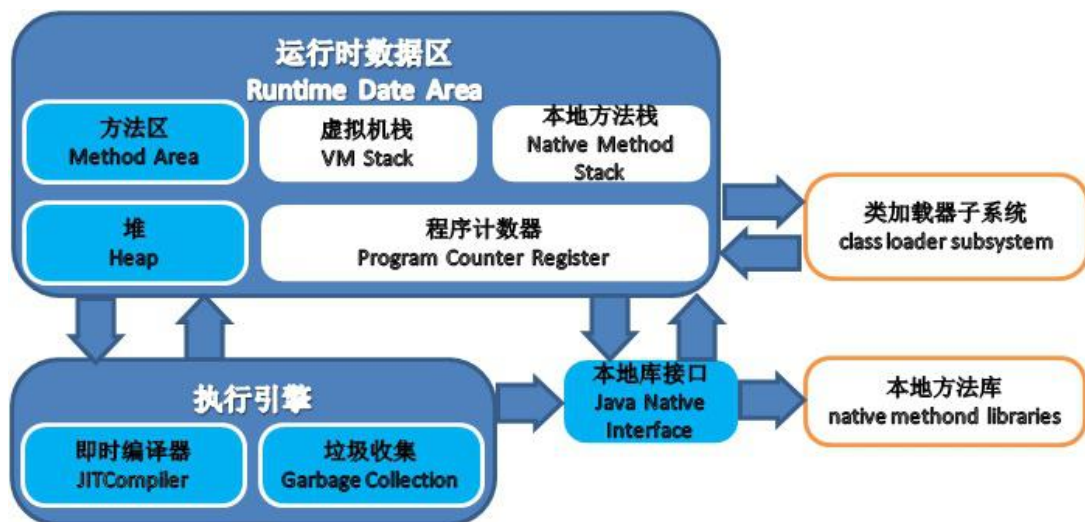 运行时数据区
Runtime Date Area
方法区
Method Area
虚拟机栈
VM Stack
本地方法栈
Native Method
Stack
堆
Heap
程序计数器
Program Counter Register
类加载器子系统
class loader subsystem
执行引擎
即时编译器
JITCompiler
垃圾收集
Garbage Collection
本地库接口
Java Native
Interface
本地方法库
native methond libraries